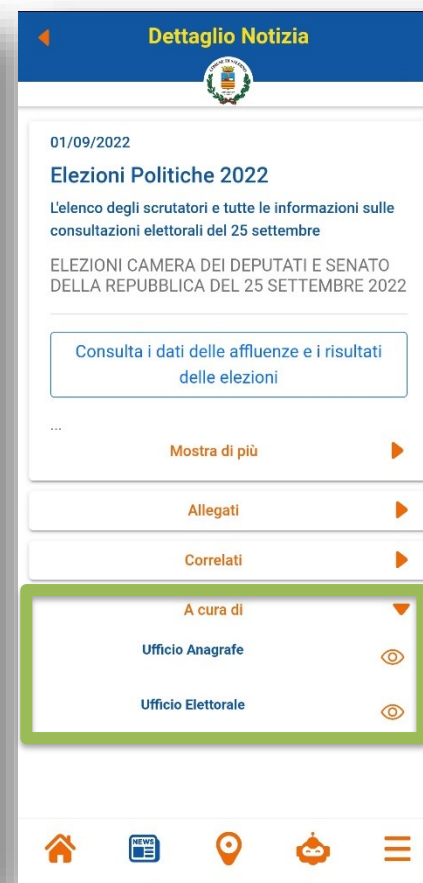 Dettaglio Notizia
01/09/2022
Elezioni Politiche 2022
L'elenco degli scrutatori e tutte le informazioni sulle
consultazioni elettorali del 25 settembre
ELEZIONI CAMERA DEI DEPUTATI E SENATO
DELLA REPUBBLICA DEL 25 SETTEMBRE 2022
Consulta i dati delle affluenze e i risultati
delle elezioni
...
Mostra di più
Allegati
Correlati
A cura di
Ufficio Anagrafe
Ufficio Elettorale
NEWS